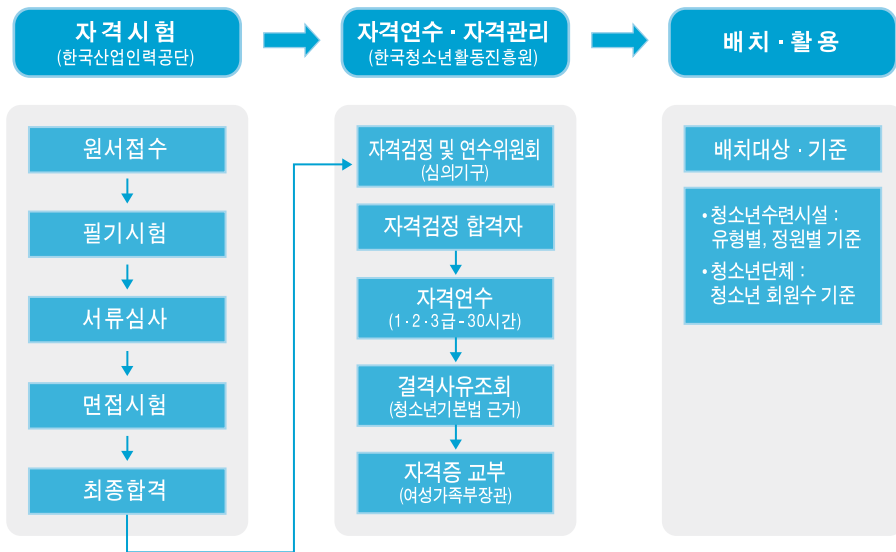 자격시험
(한국산업인력공단)
자격연수 · 자격관리
(한국청소년활동진흥원)
배치 · 활용
원서접수
필기시험
서류심사
면접시험
최종합격
자격검정 및 연수위원회
(심의기구)
자격검정 합격자
자격연수
(1 · 2 · 3급 - 30시간)
결격사유조회
(청소년기본법 근거)
자격증 교부
(여성가족부장관)
배치대상 · 기준
• 청소년수련시설 :
유형별, 정원별 기준
• 청소년단체 :
청소년 회원수 기준